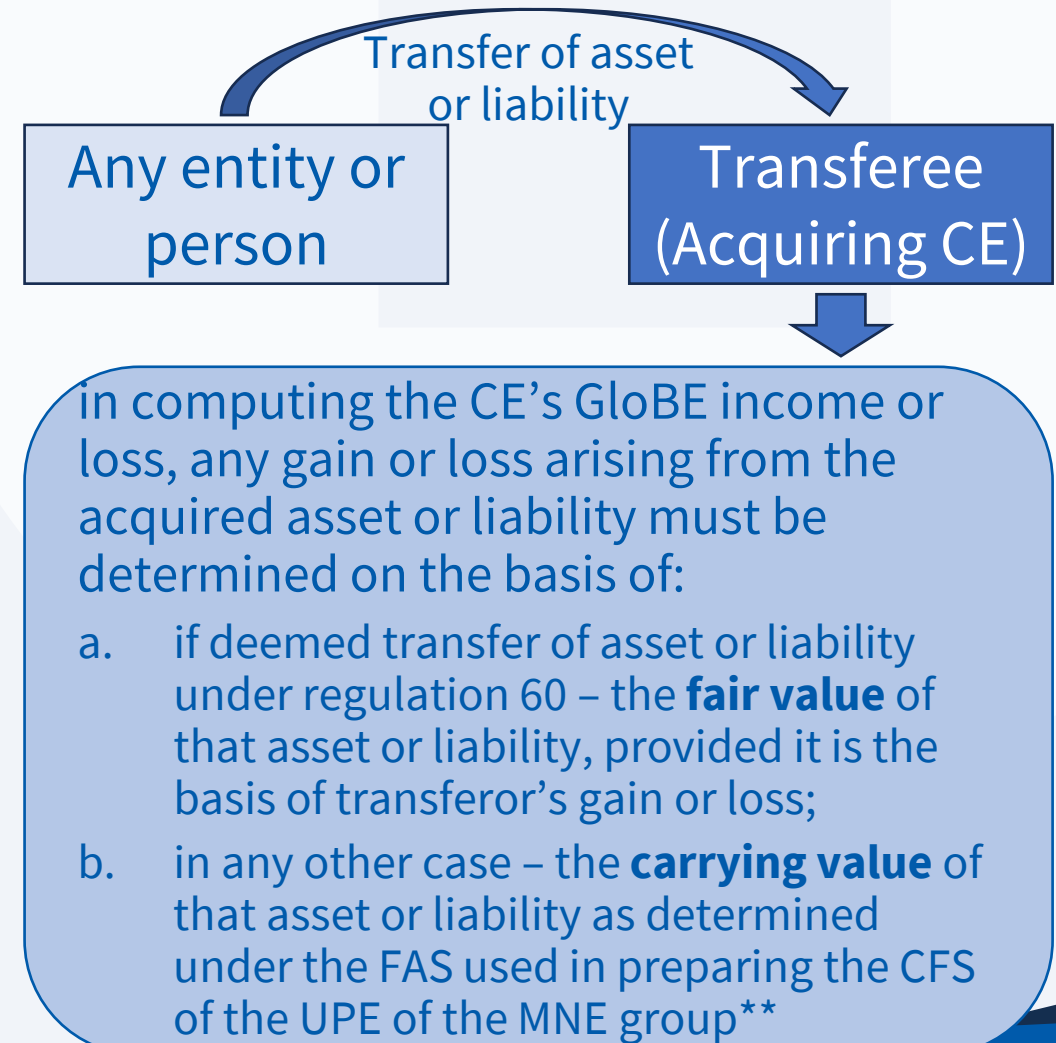 Transfer of asset
or liability
Any entity or
person
Transferee
(Acquiring CE)
in computing the CE’s GloBE income or
loss, any gain or loss arising from the
acquired asset or liability must be
determined on the basis of:
a. if deemed transfer of asset or liability
under regulation 60 – the fair value of
that asset or liability, provided it is the
basis of transferor’s gain or loss;
b. in any other case – the carrying value of
that asset or liability as determined
under the FAS used in preparing the CFS
of the UPE of the MNE group**